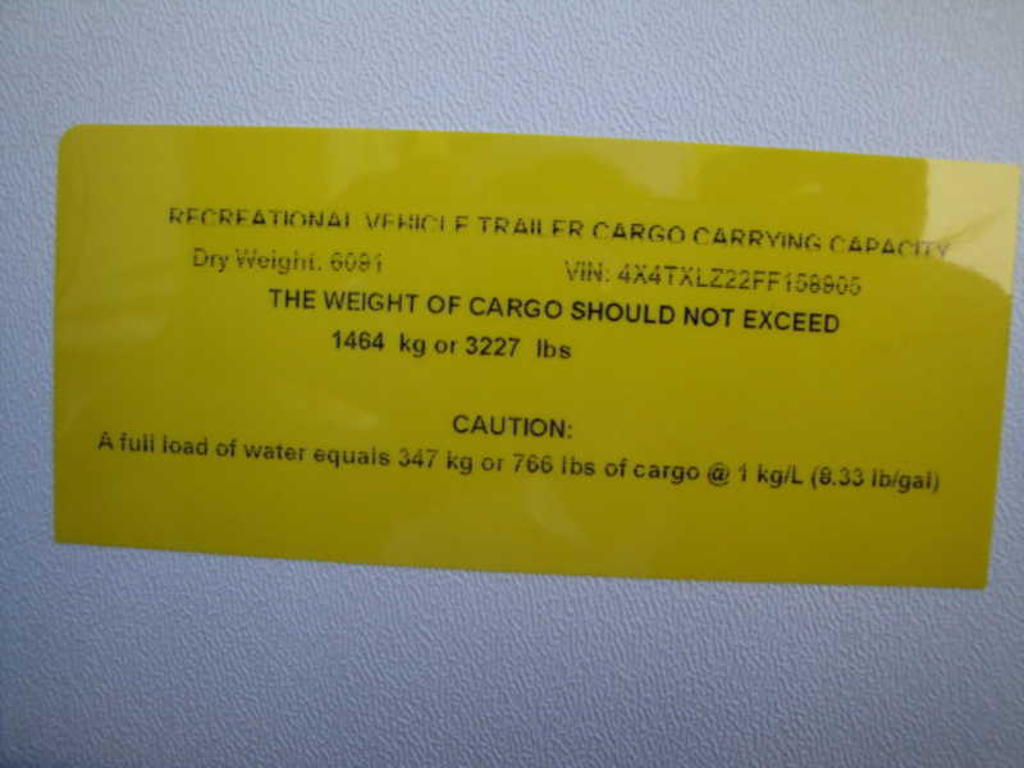 RECREATIONAL VEHICLE TRAILER CARGO CARRYING CAPACITY
Dry Weight: 6091 VIN: 4X4TXLZ22FF158905
THE WEIGHT OF CARGO SHOULD NOT EXCEED
1464 kg or 3227 lbs
CAUTION:
A full load of water equals 347 kg or 766 lbs of cargo @ 1 kg/L (8.33 lb/gal)